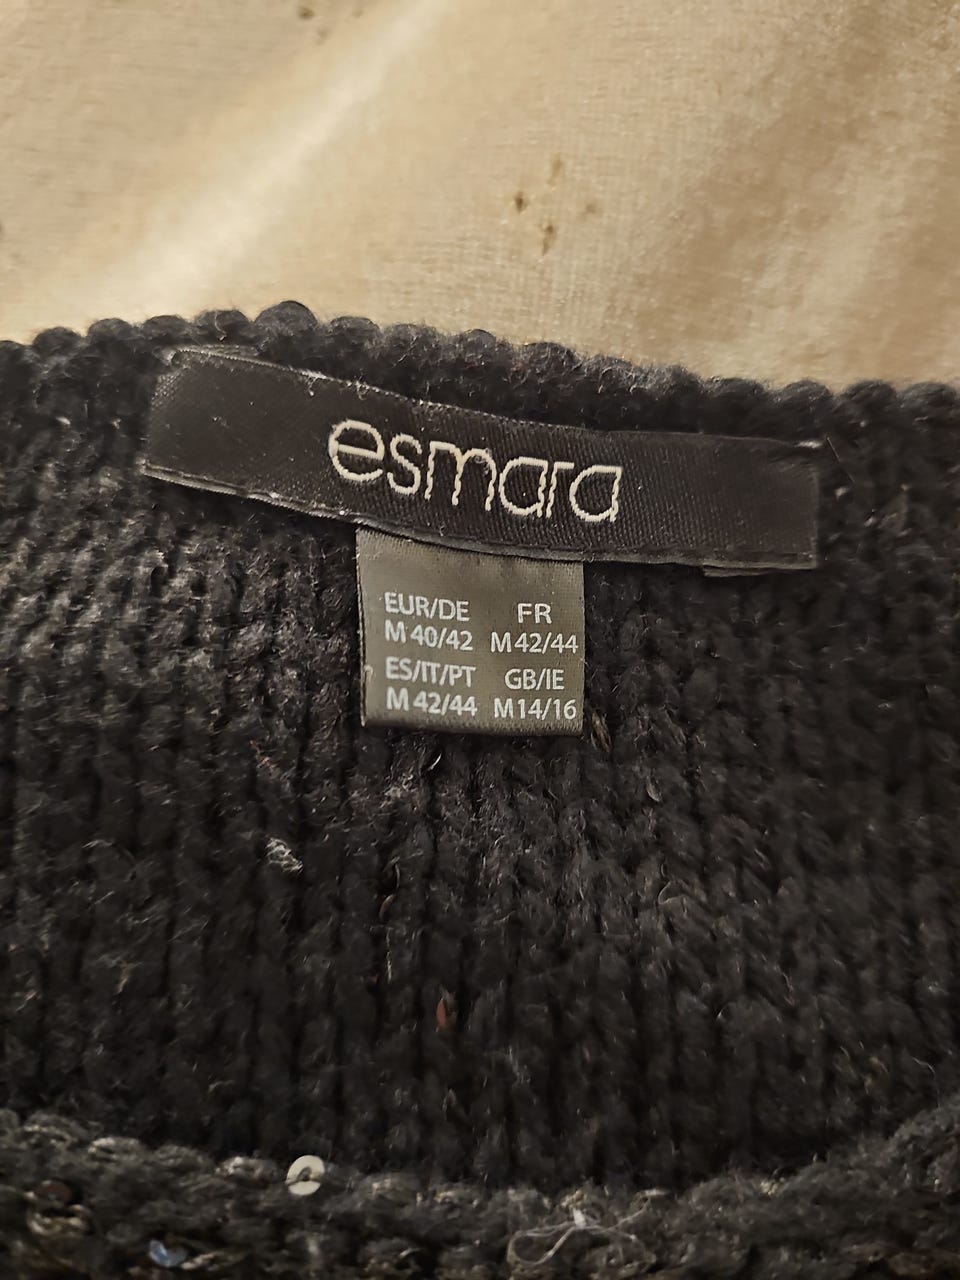 esmara
EUR/DE FR
M 40/42 M 42/44
ES/IT/PT GB/IE
M 42/44 M 14/16